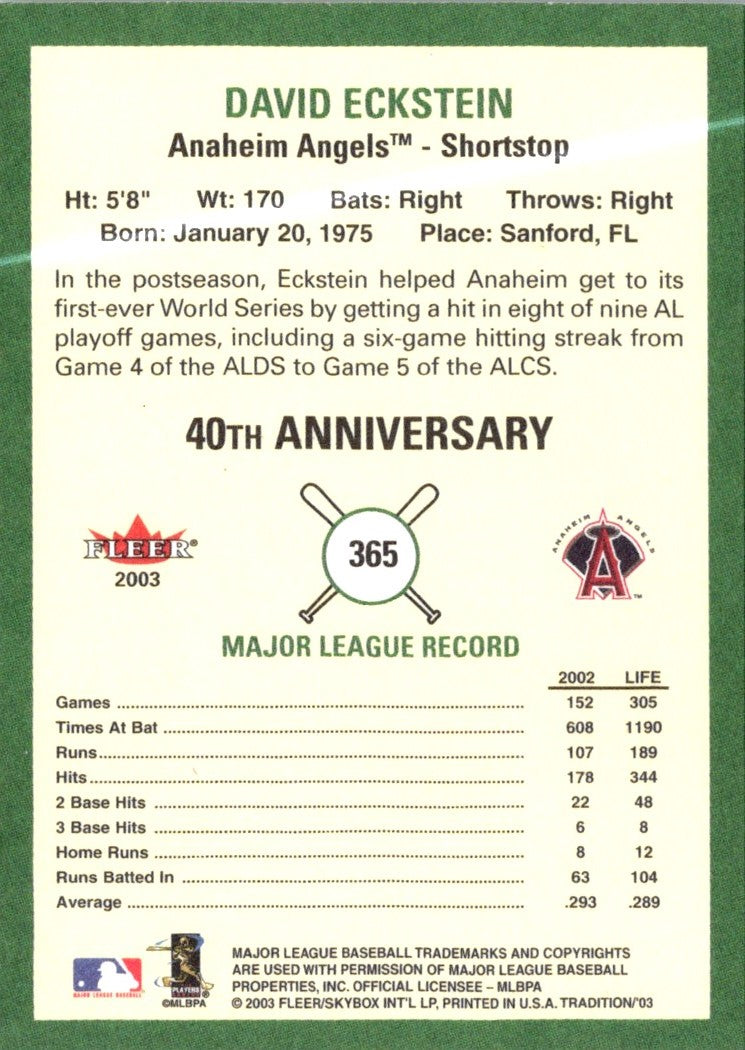 DAVID ECKSTEIN
Anaheim Angels™ - Shortstop
Ht: 5'8" Wt: 170 Bats: Right Throws: Right
Born: January 20, 1975 Place: Sanford, FL
In the postseason, Eckstein helped Anaheim get to its
first-ever World Series by getting a hit in eight of nine AL
playoff games, including a six-game hitting streak from
Game 4 of the ALDS to Game 5 of the ALCS.
40TH ANNIVERSARY
FLEER®
2003
365
ANAHEIM ANGELS
A™
MAJOR LEAGUE RECORD
2002 LIFE
Games 152 305
Times At Bat 608 1190
Runs 107 189
Hits 178 344
2 Base Hits 22 48
3 Base Hits 6 8
Home Runs 8 12
Runs Batted In 63 104
Average .293 .289
MAJOR LEAGUE BASEBALL
PLAYERS
©MLBPA
MAJOR LEAGUE BASEBALL TRADEMARKS AND COPYRIGHTS
ARE USED WITH PERMISSION OF MAJOR LEAGUE BASEBALL
PROPERTIES, INC. OFFICIAL LICENSEE – MLBPA
© 2003 FLEER/SKYBOX INT'L LP, PRINTED IN U.S.A. TRADITION/'03